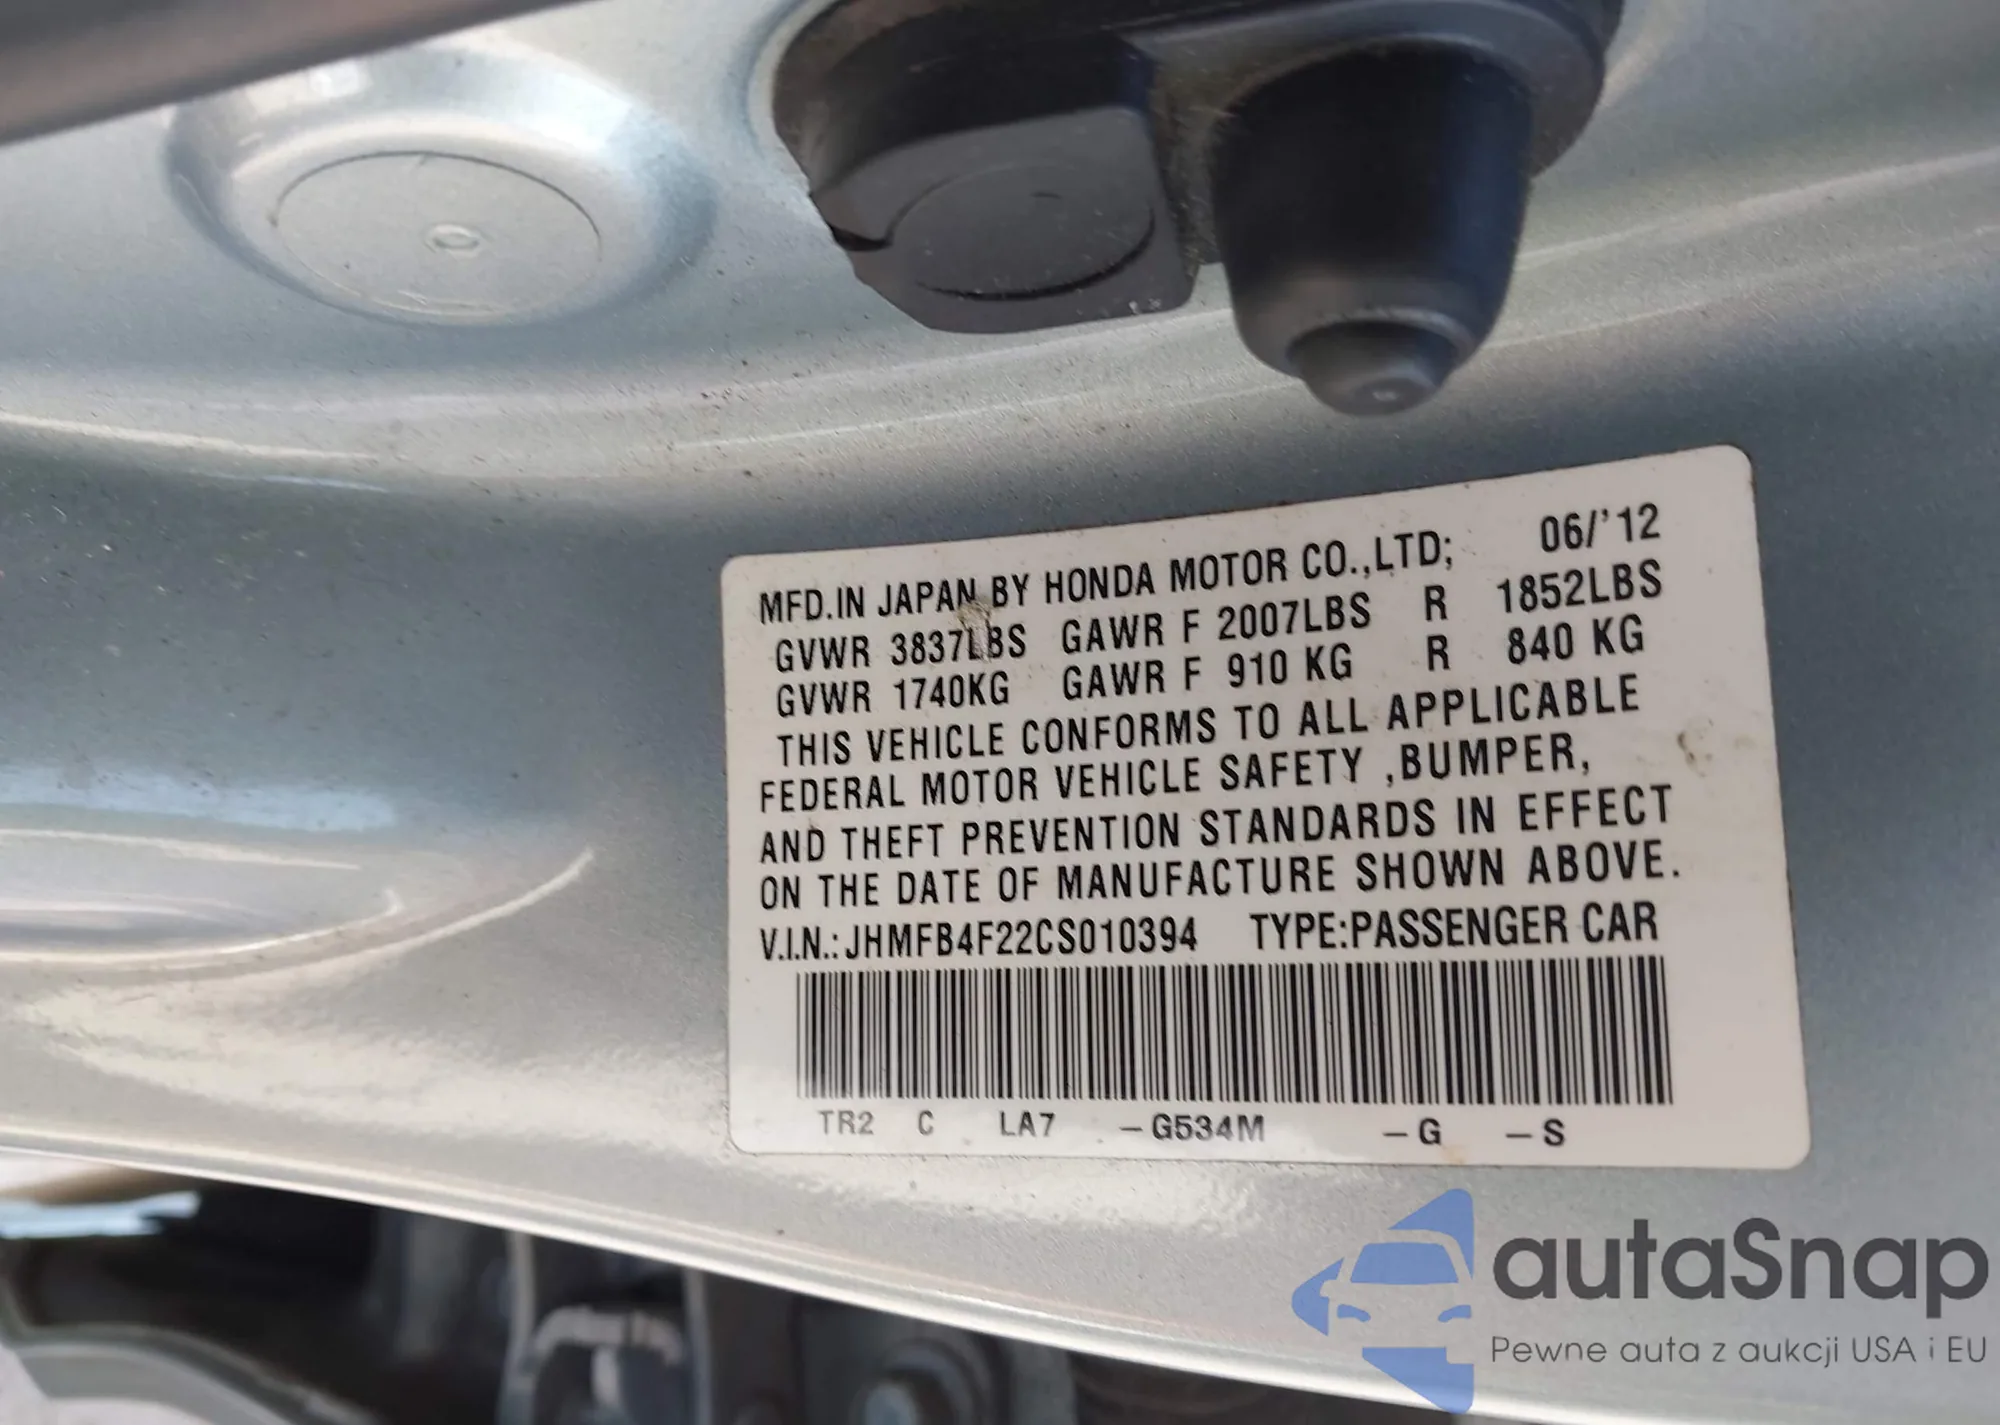 MFD.IN JAPAN BY HONDA MOTOR CO.,LTD; 06/'12
GVWR 3837LBS GAWR F 2007LBS R 1852LBS
GVWR 1740KG GAWR F 910 KG R 840 KG
THIS VEHICLE CONFORMS TO ALL APPLICABLE
FEDERAL MOTOR VEHICLE SAFETY ,BUMPER,
AND THEFT PREVENTION STANDARDS IN EFFECT
ON THE DATE OF MANUFACTURE SHOWN ABOVE.
V.I.N.:JHMFB4F22CS010394 TYPE:PASSENGER CAR
TR2 C LA7 –G534M –G –S
autaSnap
Pewne auta z aukcji USA i EU